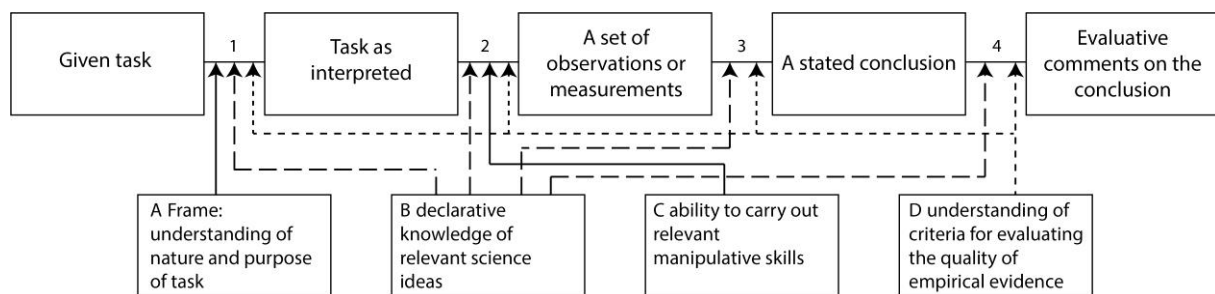 Given task
1
Task as
interpreted
2
A set of
observations or
measurements
3
A stated conclusion
4
Evaluative
comments on the
conclusion
A Frame:
understanding of
nature and purpose
of task
B declarative
knowledge of
relevant science
ideas
C ability to carry out
relevant
manipulative skills
D understanding of
criteria for evaluating
the quality of
empirical evidence